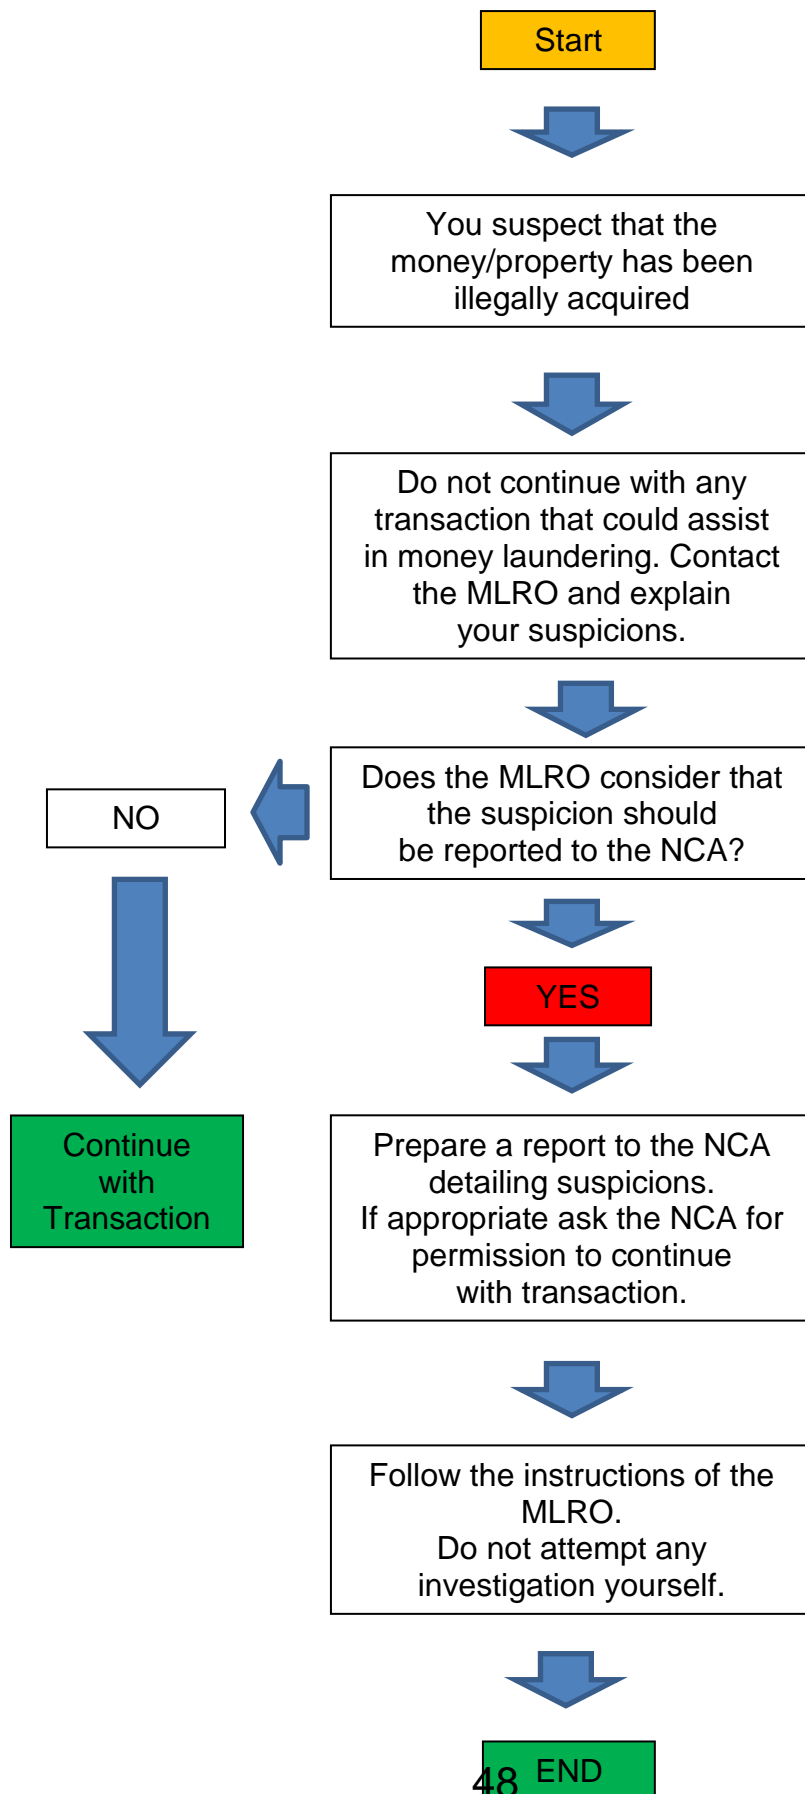 Start
You suspect that the
money/property has been
illegally acquired
Do not continue with any
transaction that could assist
in money laundering. Contact
the MLRO and explain
your suspicions.
Does the MLRO consider that
the suspicion should
be reported to the NCA?
NO
YES
Continue
with
Transaction
Prepare a report to the NCA
detailing suspicions.
If appropriate ask the NCA for
permission to continue
with transaction.
Follow the instructions of the
MLRO.
Do not attempt any
investigation yourself.
END
48